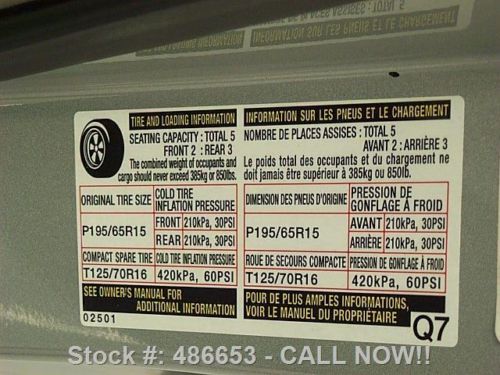 TIRE AND LOADING INFORMATION
SEATING CAPACITY : TOTAL 5
FRONT 2 : REAR 3
The combined weight of occupants and
cargo should never exceed 385kg or 850lbs.
ORIGINAL TIRE SIZE
COLD TIRE
INFLATION PRESSURE
P195/65R15
FRONT 210kPa, 30PSI
REAR 210kPa, 30PSI
COMPACT SPARE TIRE
COLD TIRE INFLATION PRESSURE
T125/70R16
420kPa, 60PSI
SEE OWNER'S MANUAL FOR
ADDITIONAL INFORMATION
02501
INFORMATION SUR LES PNEUS ET LE CHARGEMENT
NOMBRE DE PLACES ASSISES : TOTAL 5
AVANT 2 : ARRIÈRE 3
Le poids total des occupants et du chargement ne
doit jamais être supérieur à 385kg ou 850lb.
DIMENSION DES PNEUS D'ORIGINE
PRESSION DE
GONFLAGE À FROID
P195/65R15
AVANT 210kPa, 30PSI
ARRIÈRE 210kPa, 30PSI
ROUE DE SECOURS COMPACTE
PRESSION DE GONFLAGE À FROID
T125/70R16
420kPa, 60PSI
POUR DE PLUS AMPLES INFORMATIONS,
VOIR LE MANUEL DU PROPRIÉTAIRE
Q7
Stock #: 486653 - CALL NOW!!